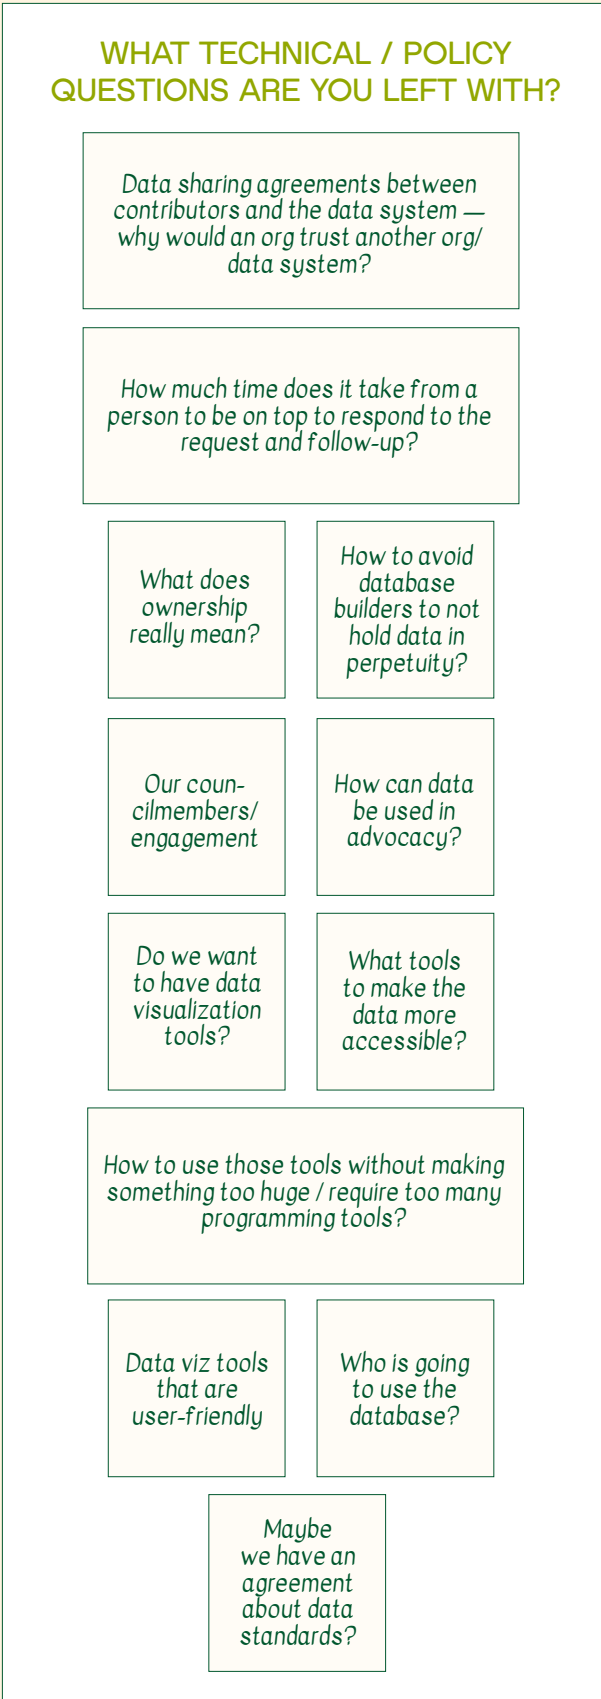 WHAT TECHNICAL / POLICY
QUESTIONS ARE YOU LEFT WITH?
Data sharing agreements between
contributors and the data system —
why would an org trust another org/
data system?
How much time does it take from a
person to be on top to respond to the
request and follow-up?
What does
ownership
really mean?
How to avoid
database
builders to not
hold data in
perpetuity?
Our coun-
cilmembers/
engagement
How can data
be used in
advocacy?
Do we want
to have data
visualization
tools?
What tools
to make the
data more
accessible?
How to use those tools without making
something too huge / require too many
programming tools?
Data viz tools
that are
user-friendly
Who is going
to use the
database?
Maybe
we have an
agreement
about data
standards?